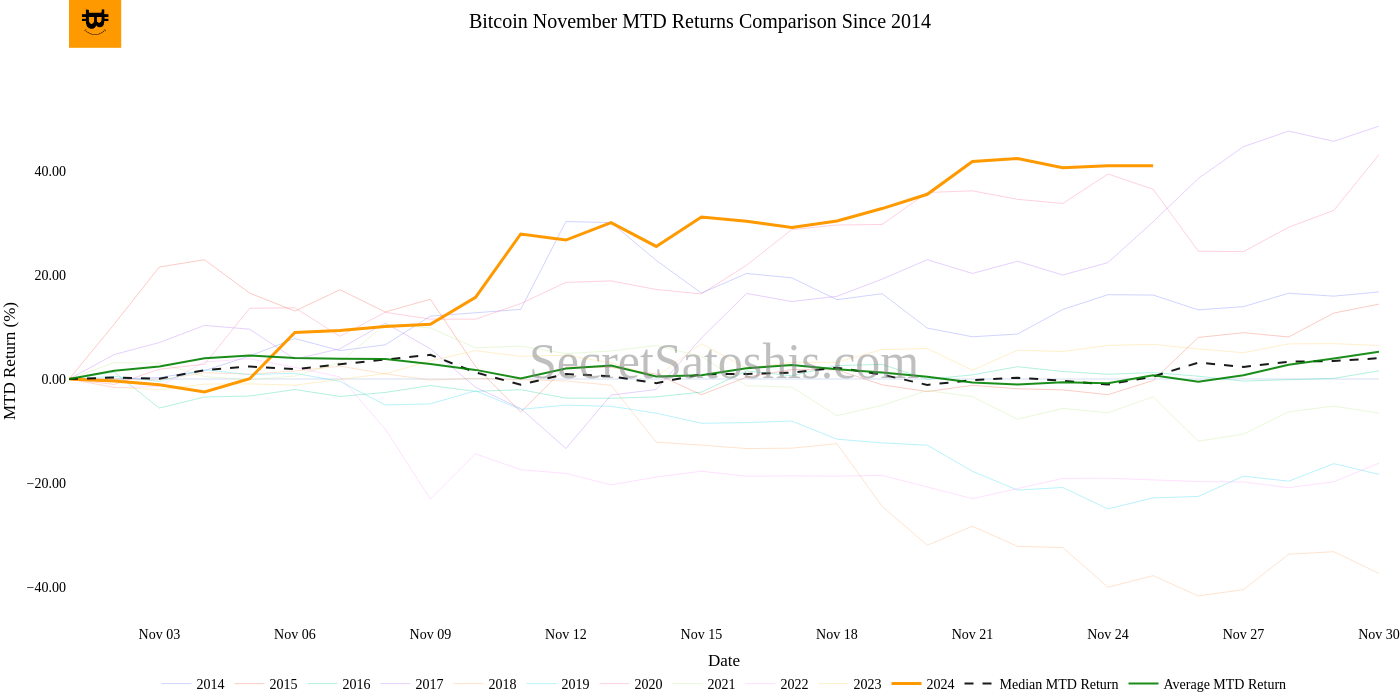 Bitcoin November MTD Returns Comparison Since 2014
MTD Return (%)
40.00
20.00
0.00
−20.00
−40.00
SecretSatoshis.com
Nov 03 Nov 06 Nov 09 Nov 12 Nov 15 Nov 18 Nov 21 Nov 24 Nov 27 Nov 30
Date
2014 2015 2016 2017 2018 2019 2020 2021 2022 2023 2024 Median MTD Return Average MTD Return